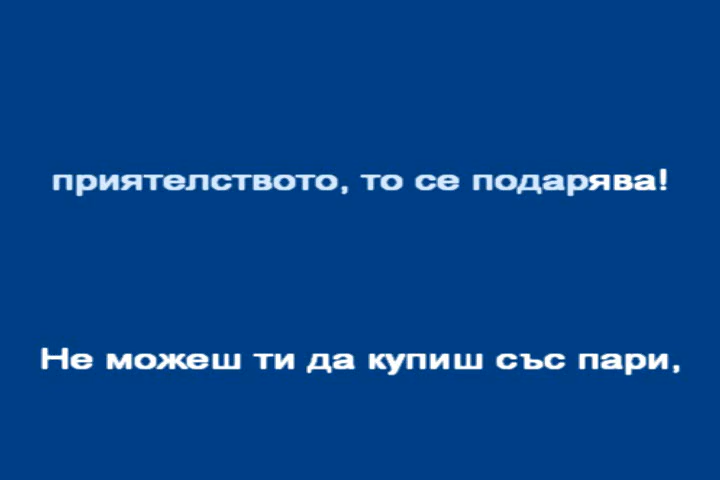 приятелството, то се подарява!
Не можеш ти да купиш със пари,